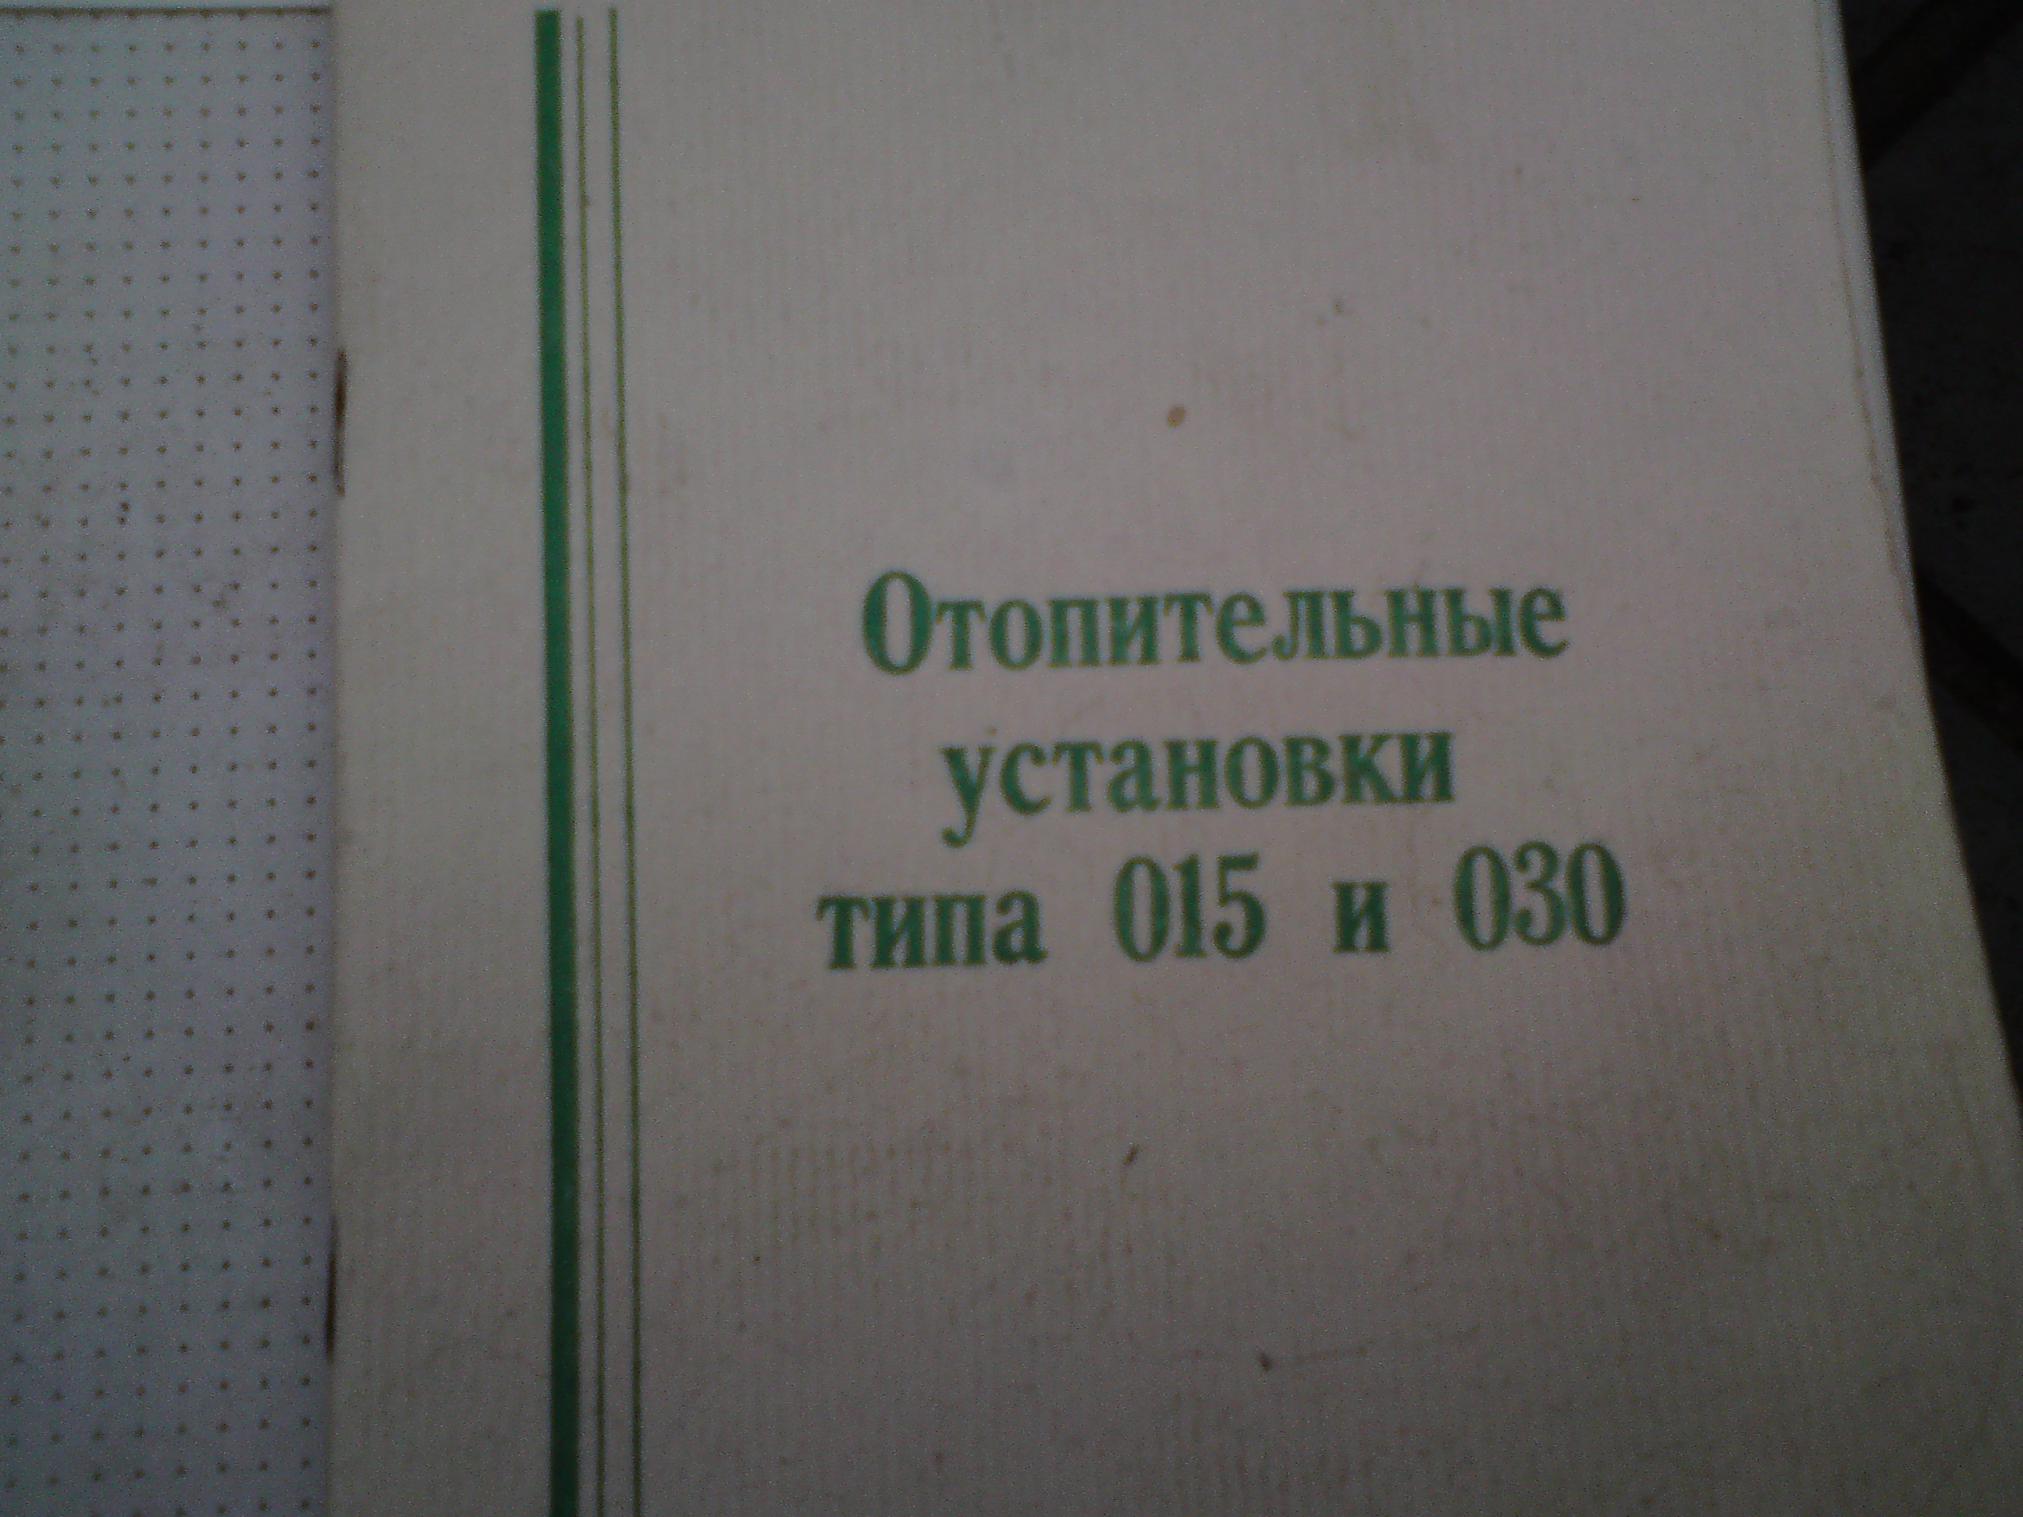 Отопительные
установки
типа 015 и 030